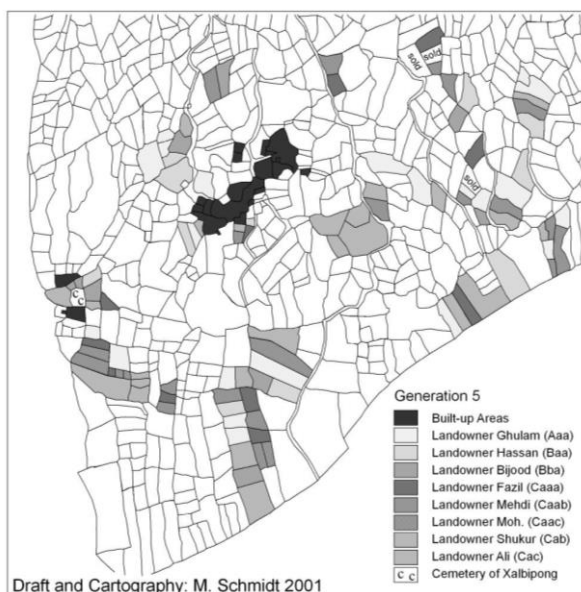 sold
sold
sold
Generation 5
Built-up Areas
Landowner Ghulam (Aaa)
Landowner Hassan (Baa)
Landowner Bijood (Bba)
Landowner Fazil (Caaa)
Landowner Mehdi (Caab)
Landowner Moh. (Caac)
Landowner Shukur (Cab)
Landowner Ali (Cac)
C C Cemetery of Xalbipong
C C
Draft and Cartography: M. Schmidt 2001